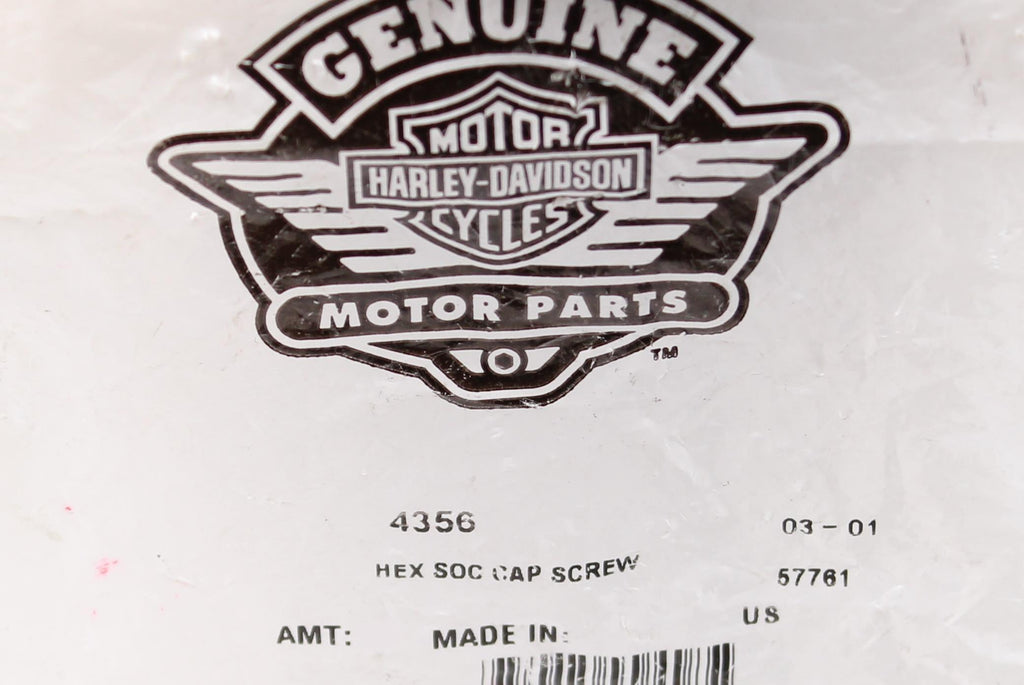 GENUINE
MOTOR
HARLEY-DAVIDSON
CYCLES
MOTOR PARTS
TM
4356 03-01
HEX SOC CAP SCREW 57761
AMT: MADE IN: US